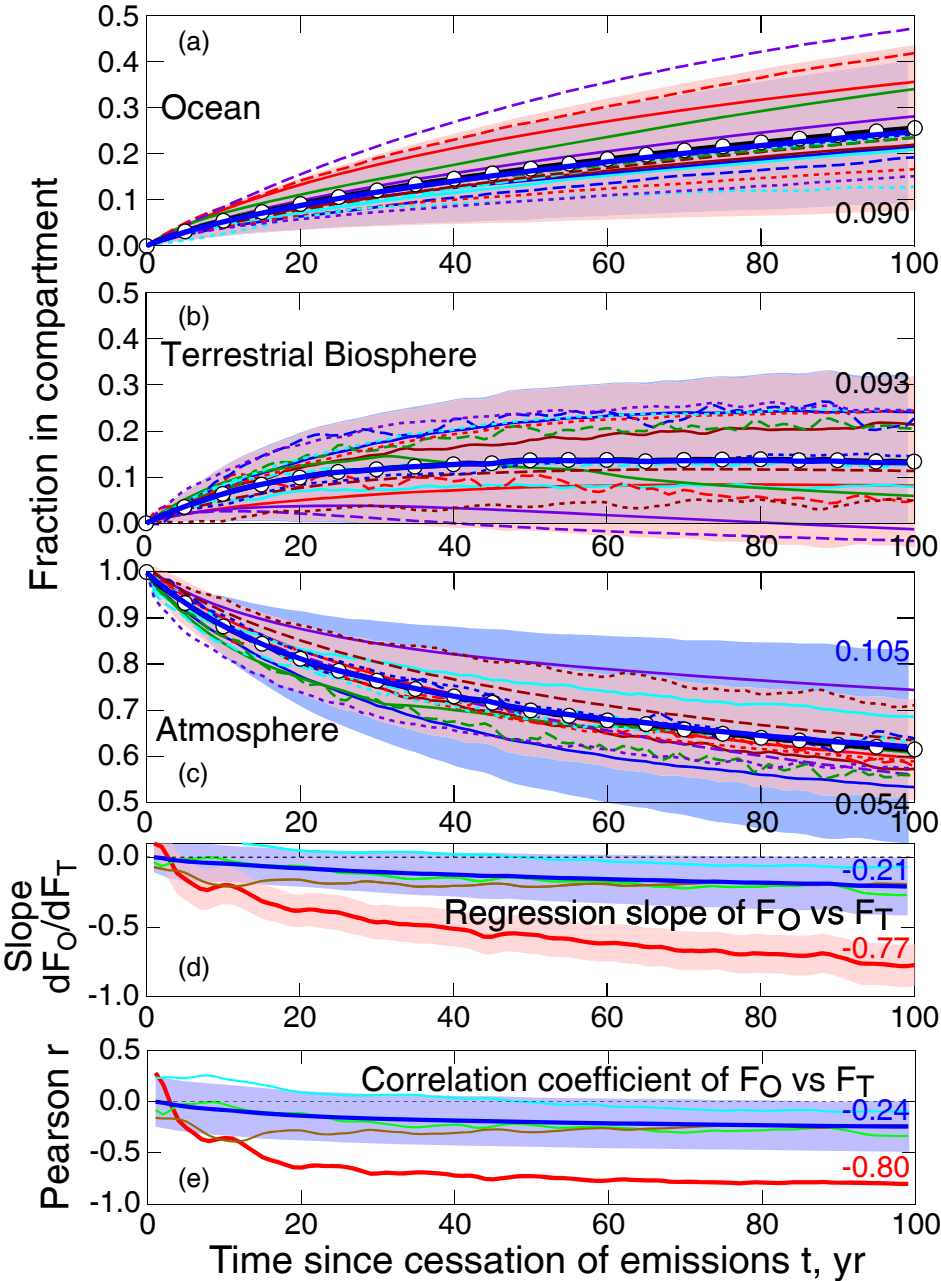 Fraction in compartment
(a)
Ocean
0.5
0.4
0.3
0.2
0.1
0.0
0.090
0 20 40 60 80 100
(b)
Terrestrial Biosphere
0.5
0.4
0.3
0.2
0.1
0.0
0.093
0 20 40 60 80 100
1.0
0.9
0.8
0.7
0.6
0.5
0.105
Atmosphere
(c)
0.054
0 20 40 60 80 100
Slope
dFO/dFT
0.0
-0.5
-1.0
-0.21
Regression slope of FO vs FT
-0.77
(d)
0 20 40 60 80 100
Pearson r
0.5
0.0
-0.5
-1.0
Correlation coefficient of FO vs FT
-0.24
-0.80
(e)
0 20 40 60 80 100
Time since cessation of emissions t, yr